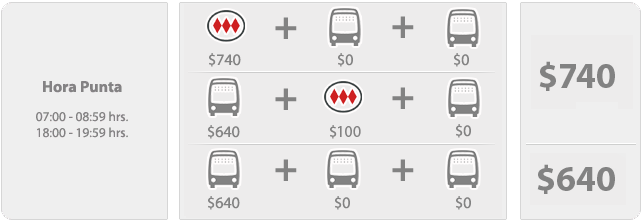 Hora Punta
07:00 - 08:59 hrs.
18:00 - 19:59 hrs.
+ +
$740 $0 $0
+ +
$640 $100 $0
+ +
$640 $0 $0
$740
$640